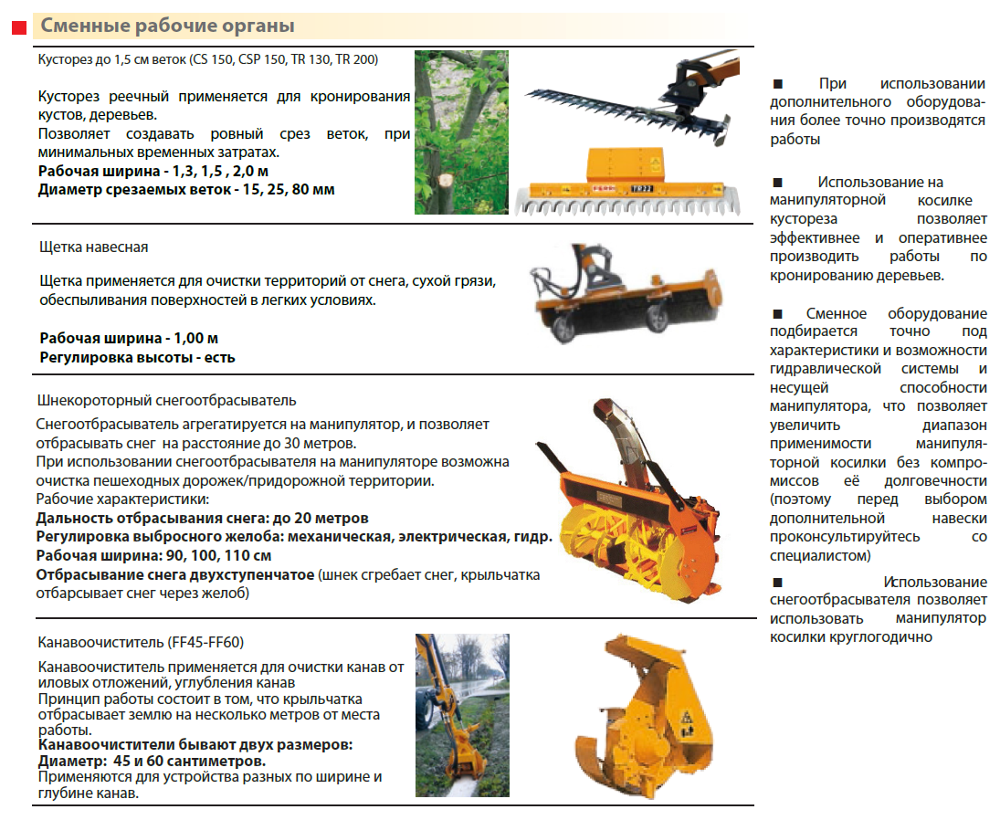 Сменные рабочие органы
Кусторез до 1,5 см веток (CS 150, CSP 150, TR 130, TR 200)
Кусторез реечный применяется для кронирования
кустов, деревьев.
Позволяет создавать ровный срез веток, при
минимальных временных затратах.
Рабочая ширина - 1,3, 1,5 , 2,0 м
Диаметр срезаемых веток - 15, 25, 80 мм
FERRI
TR22
Щетка навесная
Щетка применяется для очистки территорий от снега, сухой грязи,
обеспыливания поверхностей в легких условиях.
Рабочая ширина - 1,00 м
Регулировка высоты - есть
Шнекороторный снегоотбрасыватель
Снегоотбрасыватель агрегатируется на манипулятор, и позволяет
отбрасывать снег на расстояние до 30 метров.
При использовании снегоотбрасывателя на манипуляторе возможна
очистка пешеходных дорожек/придорожной территории.
Рабочие характеристики:
Дальность отбрасывания снега: до 20 метров
Регулировка выбросного желоба: механическая, электрическая, гидр.
Рабочая ширина: 90, 100, 110 см
Отбрасывание снега двухступенчатое (шнек сгребает снег, крыльчатка
отбарсывает снег через желоб)
Канавоочиститель (FF45-FF60)
Канавоочиститель применяется для очистки канав от
иловых отложений, углубления канав
Принцип работы состоит в том, что крыльчатка
отбрасывает землю на несколько метров от места
работы.
Канавоочистители бывают двух размеров:
Диаметр: 45 и 60 сантиметров.
Применяются для устройства разных по ширине и
глубине канав.
■ При использовании
дополнительного оборудова-
ния более точно производятся
работы
■ Использование на
манипуляторной косилке
кустореза позволяет
эффективнее и оперативнее
производить работы по
кронированию деревьев.
■ Сменное оборудование
подбирается точно под
характеристики и возможности
гидравлической системы и
несущей способности
манипулятора, что позволяет
увеличить диапазон
применимости манипуля-
торной косилки без компро-
миссов её долговечности
(поэтому перед выбором
дополнительной навески
проконсультируйтесь со
специалистом)
■ Использование
снегоотбрасывателя позволяет
использовать манипулятор
косилки круглогодично